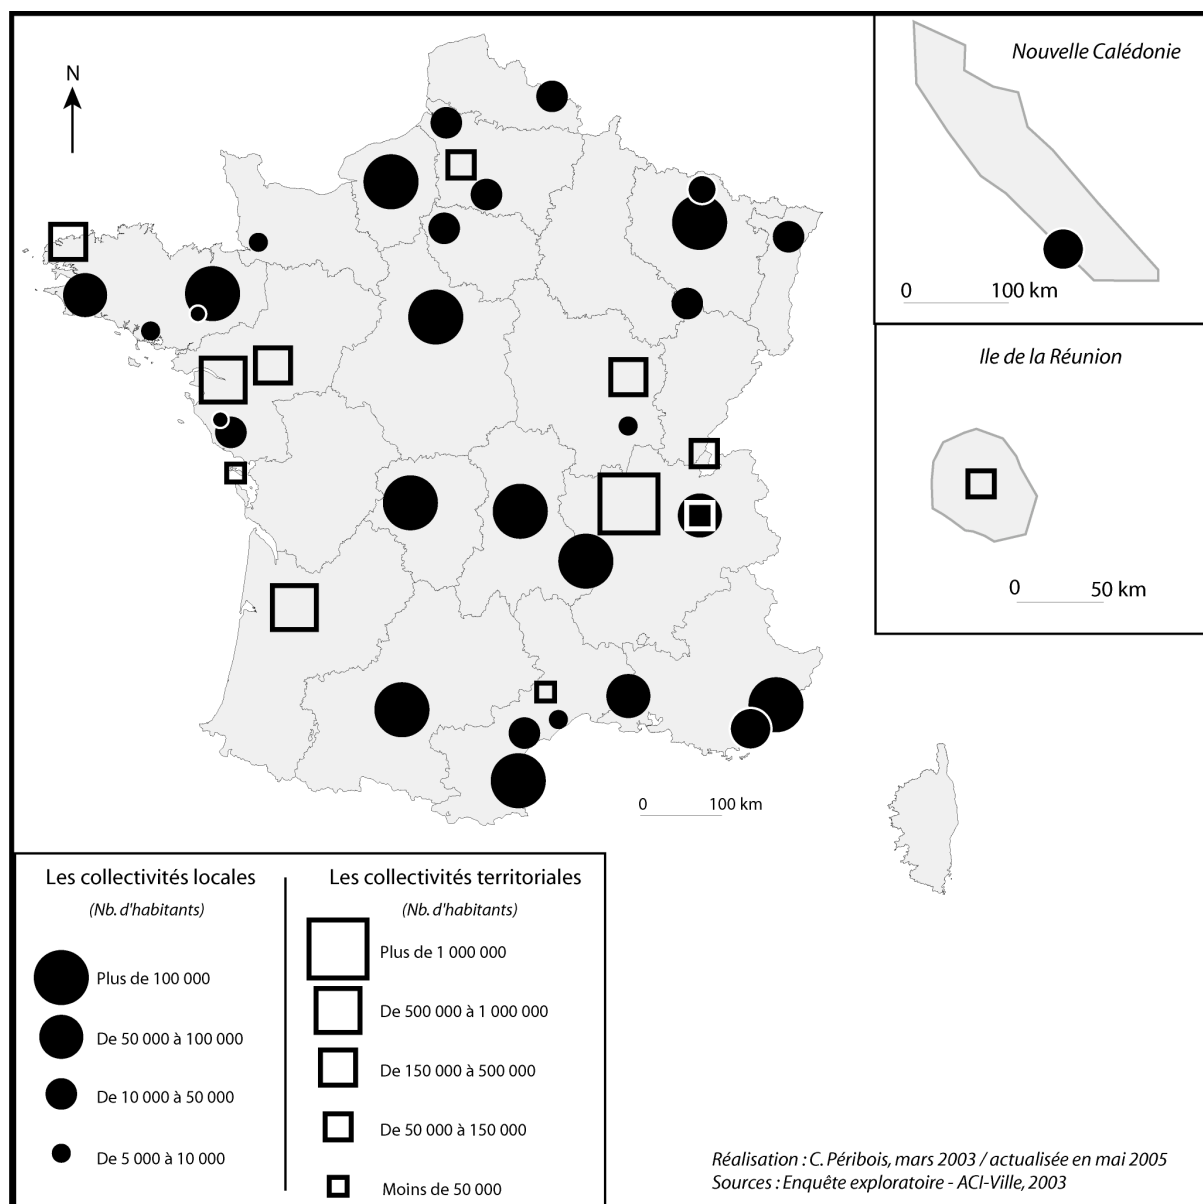 N
Nouvelle Calédonie
0 100 km
Ile de la Réunion
0 50 km
0 100 km
Les collectivités locales
(Nb. d'habitants)
Plus de 100 000
De 50 000 à 100 000
De 10 000 à 50 000
De 5 000 à 10 000
Les collectivités territoriales
(Nb. d'habitants)
Plus de 1 000 000
De 500 000 à 1 000 000
De 150 000 à 500 000
De 50 000 à 150 000
Moins de 50 000
Réalisation : C. Péribois, mars 2003 / actualisée en mai 2005
Sources : Enquête exploratoire - ACI-Ville, 2003